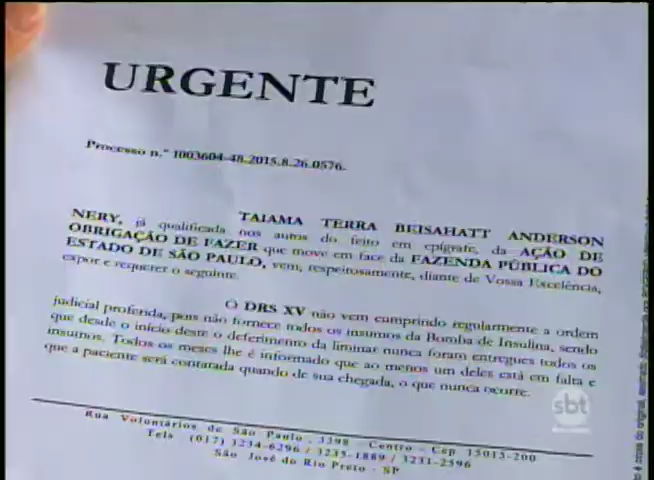 URGENTE
Processo n.º 1003604-48.2015.8.26.0576.
TAIAMA TERRA BEISAHATT ANDERSON
NERY, já qualificada nos autos do feito em epígrafe, da AÇÃO DE
OBRIGAÇÃO DE FAZER que move em face da FAZENDA PÚBLICA DO
ESTADO DE SÃO PAULO, vem, respeitosamente, diante de Vossa Excelência,
expor e requerer o seguinte
O DRS XV não vem cumprindo regularmente a ordem
judicial proferida, pois não fornece todos os insumos da Bomba de Insulina, sendo
que desde o início deste o deferimento da liminar nunca foram entregues todos os
insumos. Todos os meses lhe é informado que ao menos um deles está em falta e
que a paciente será contatada quando de sua chegada, o que nunca ocorre.
sbt
Rua Voluntários de São Paulo, 3398 - Centro - Cep 15015-200
Tels (017) 3234-6296 / 3235-1889 / 3231-2596
São José do Rio Preto - SP